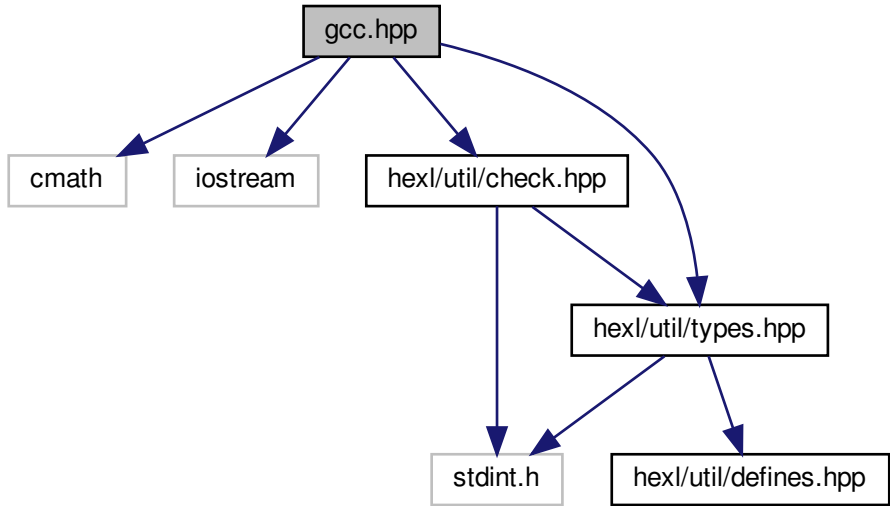 gcc.hpp
cmath
iostream
hexl/util/check.hpp
hexl/util/types.hpp
stdint.h
hexl/util/defines.hpp